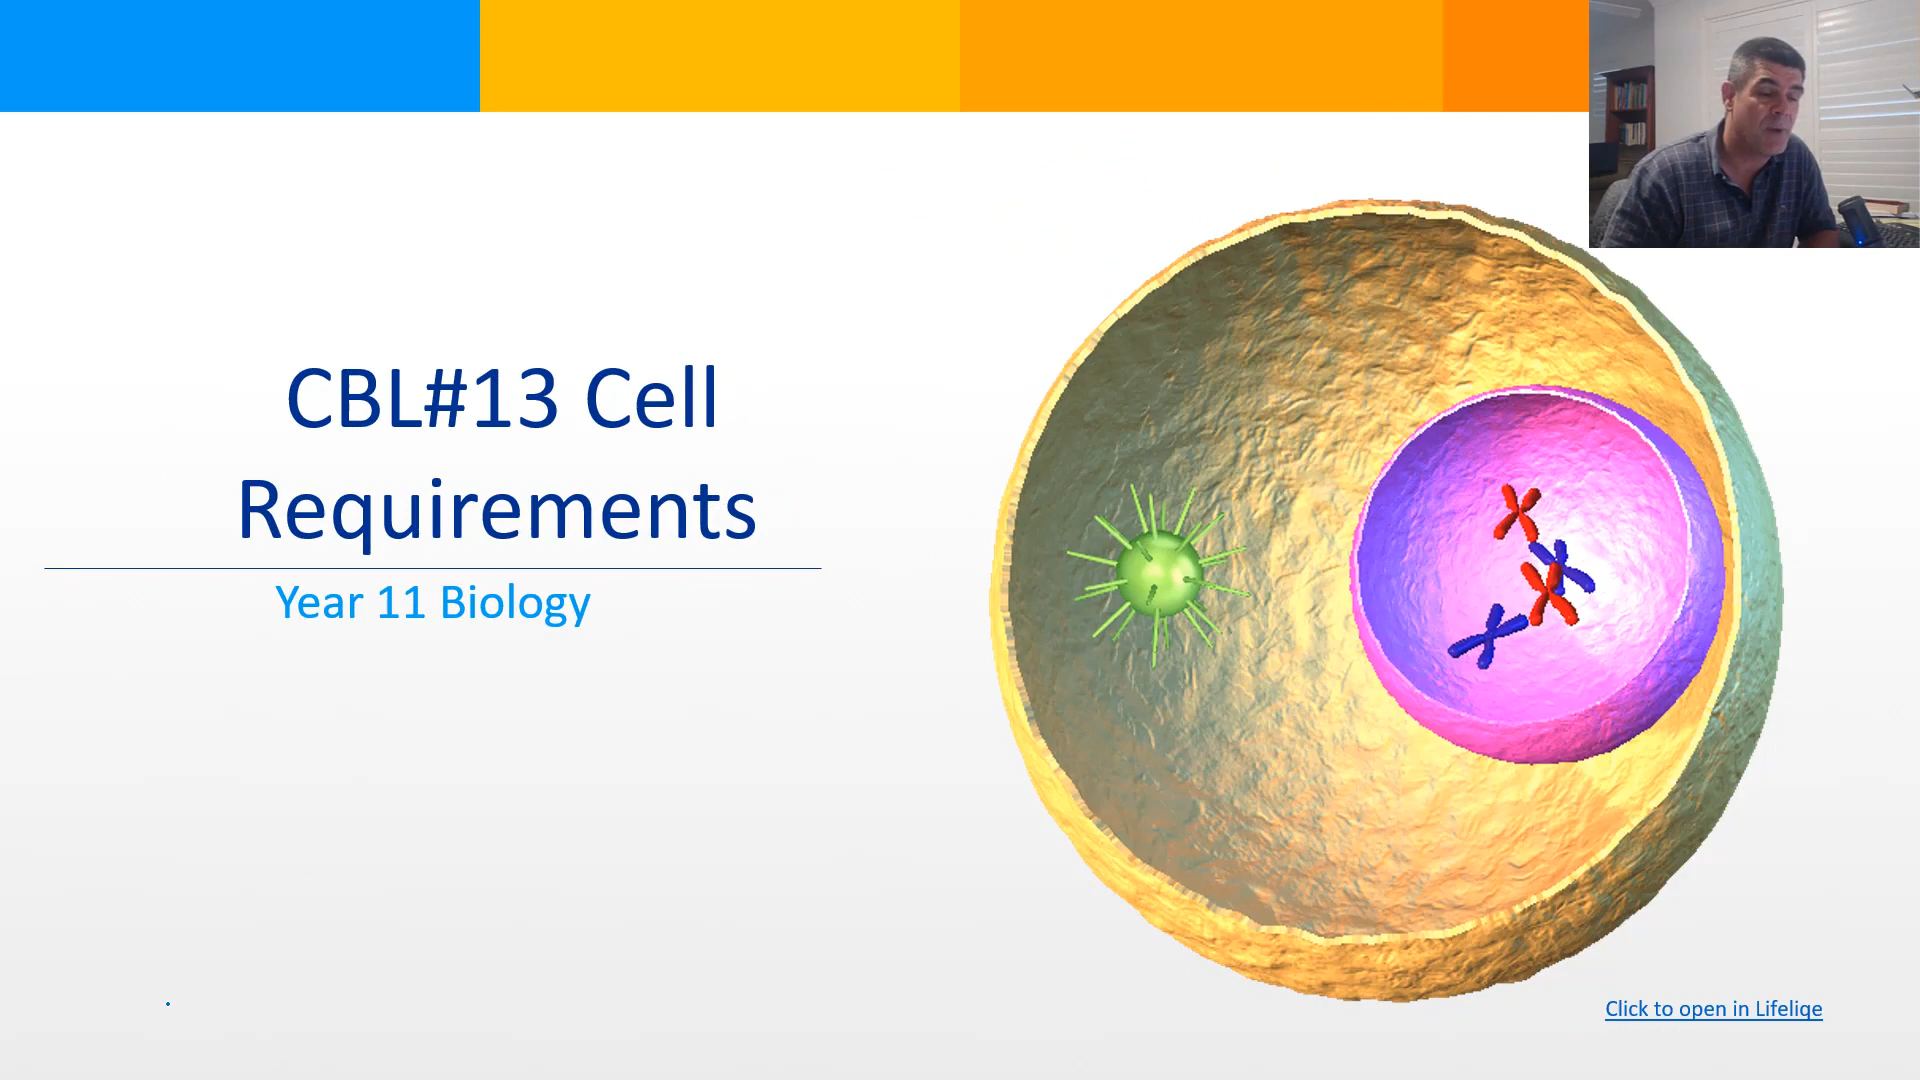 CBL#13 Cell
Requirements
Year 11 Biology
Click to open in Lifeliqe